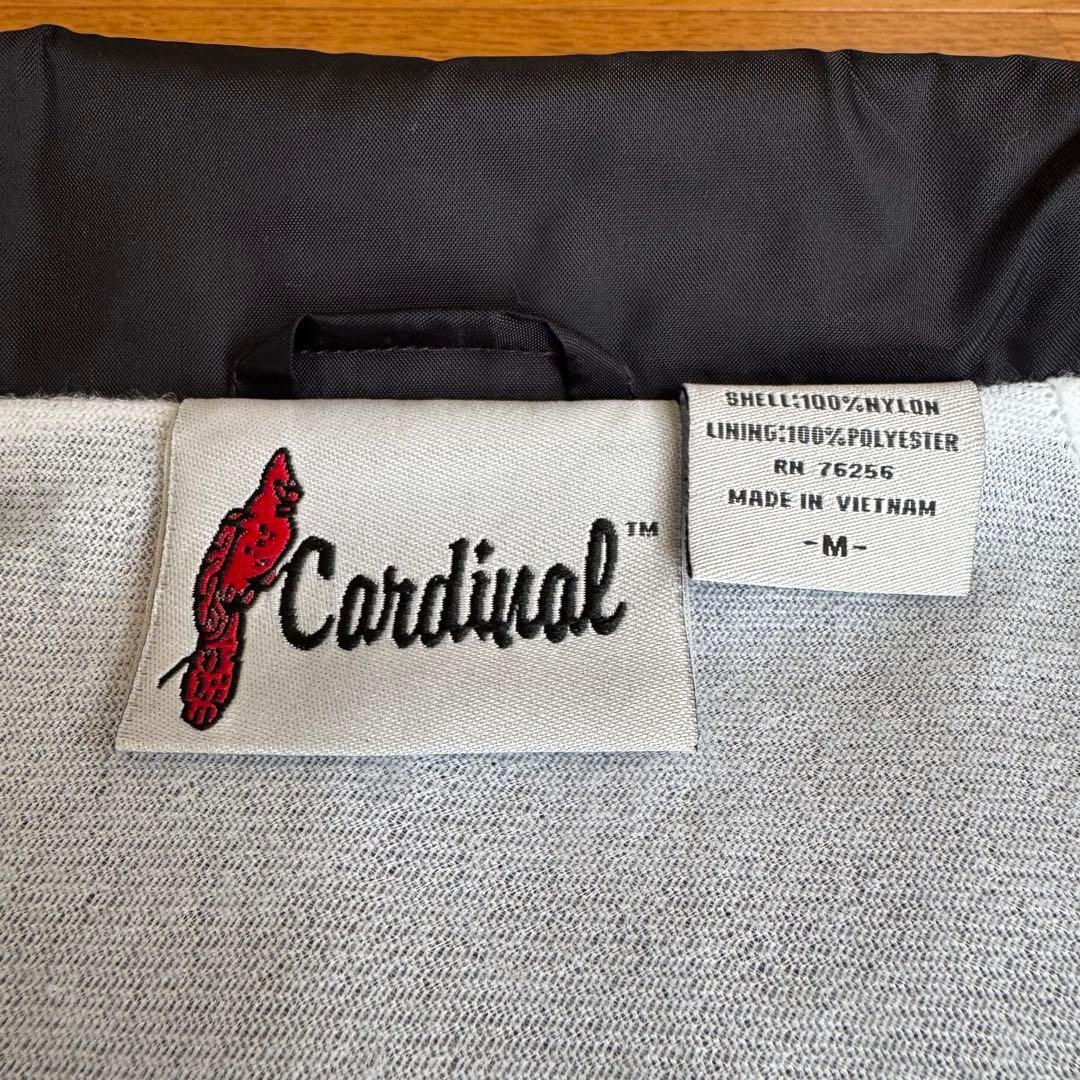 Cardinal™
SHELL:100%NYLON
LINING:100%POLYESTER
RN 76256
MADE IN VIETNAM
-M-